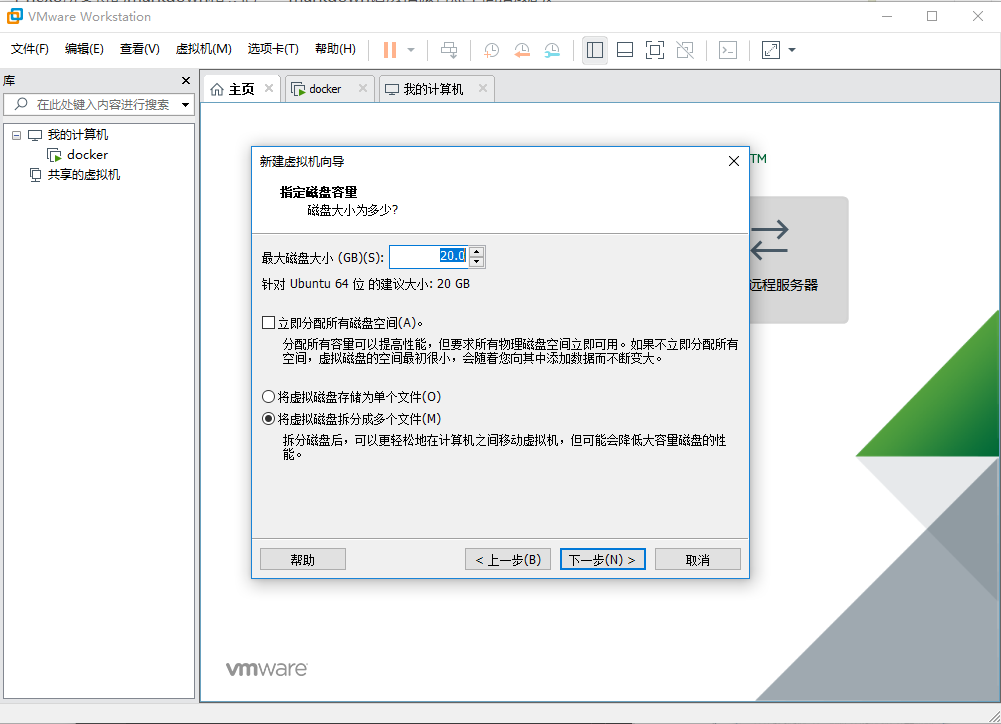 VMware Workstation
文件(F) 编辑(E) 查看(V) 虚拟机(M) 选项卡(T) 帮助(H)
库
在此处键入内容进行搜索
我的计算机
docker
共享的虚拟机
主页 docker 我的计算机
TM
远程服务器
新建虚拟机向导
指定磁盘容量
磁盘大小为多少?
最大磁盘大小 (GB)(S): 20.0
针对 Ubuntu 64 位 的建议大小: 20 GB
立即分配所有磁盘空间(A)。
分配所有容量可以提高性能，但要求所有物理磁盘空间立即可用。如果不立即分配所有
空间，虚拟磁盘的空间最初很小，会随着您向其中添加数据而不断变大。
将虚拟磁盘存储为单个文件(O)
将虚拟磁盘拆分成多个文件(M)
拆分磁盘后，可以更轻松地在计算机之间移动虚拟机，但可能会降低大容量磁盘的性
能。
帮助 < 上一步(B) 下一步(N) > 取消
vmware